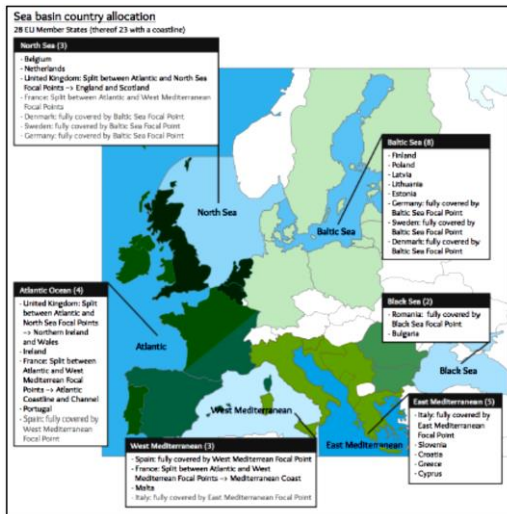 Sea basin country allocation
28 EU Member States (thereof 23 with a coastline)
North Sea (3)
- Belgium
- Netherlands
- United Kingdom: Split between Atlantic and North Sea
Focal Points → England and Scotland
- France: Split between Atlantic and West Mediterranean
Focal Points
- Denmark: fully covered by Baltic Sea Focal Point
- Sweden: fully covered by Baltic Sea Focal Point
- Germany: fully covered by Baltic Sea Focal Point
Baltic Sea (8)
- Finland
- Poland
- Latvia
- Lithuania
- Estonia
- Germany: fully covered by
Baltic Sea Focal Point
- Sweden: fully covered by
Baltic Sea Focal Point
- Denmark: fully covered by
Baltic Sea Focal Point
North Sea
Baltic Sea
Atlantic Ocean (4)
- United Kingdom: Split
between Atlantic and
North Sea Focal Points
→ Northern Ireland
and Wales
- Ireland
- France: Split between
Atlantic and West
Mediterranean Focal
Points → Atlantic
Coastline and Channel
- Portugal
- Spain: fully covered by
West Mediterranean
Focal Point
Atlantic
Black Sea (2)
- Romania: fully covered by
Black Sea Focal Point
- Bulgaria
Black Sea
West Mediterranean
East Mediterranean
East Mediterranean (5)
- Italy: fully covered by
East Mediterranean
Focal Point
- Slovenia
- Croatia
- Greece
- Cyprus
West Mediterranean (3)
- Spain: fully covered by West Mediterranean Focal Point
- France: Split between Atlantic and West
Mediterranean Focal Points → Mediterranean Coast
- Malta
- Italy: fully covered by East Mediterranean Focal Point